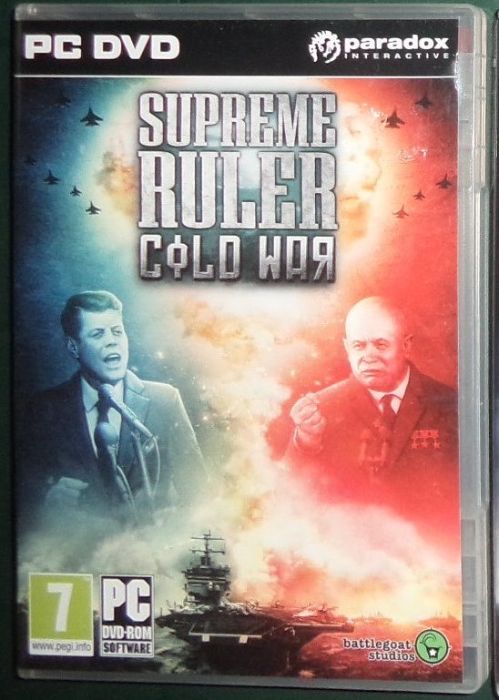 PC DVD
paradox
INTERACTIVE
SUPREME
RULER
COLD WAR
7
www.pegi.info
PC
DVD-ROM
SOFTWARE
battlegoat
studios